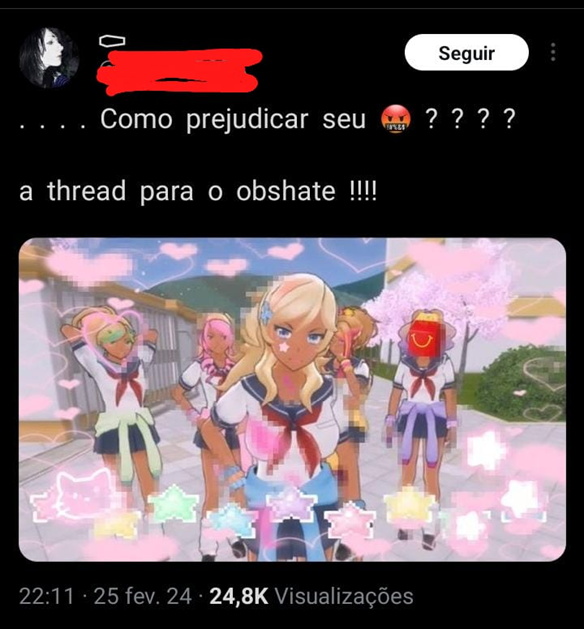 Seguir
. . . . Como prejudicar seu 🤬 ? ? ? ?
a thread para o obshate !!!!
22:11 · 25 fev. 24 · 24,8K Visualizações